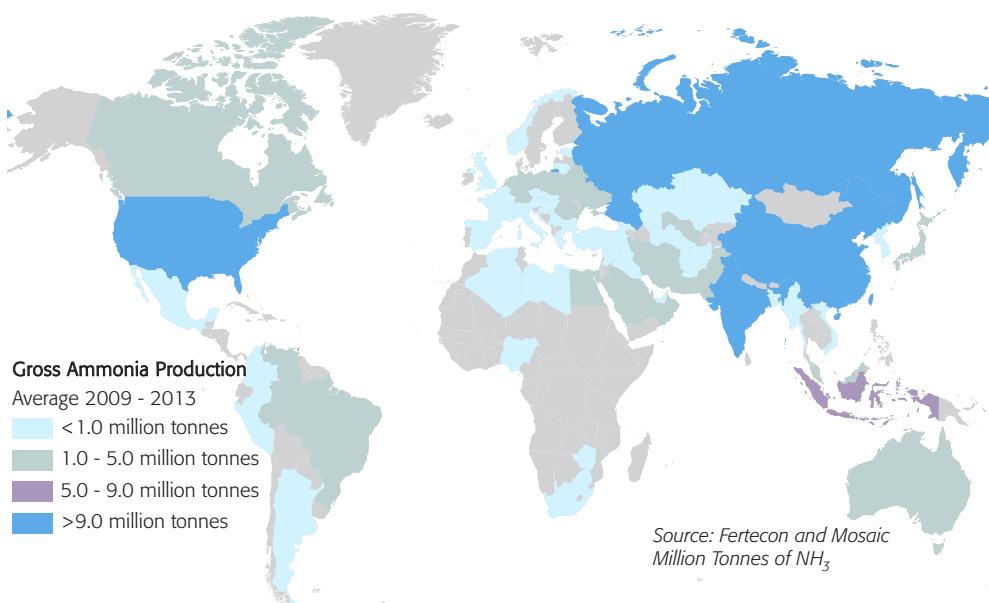 Gross Ammonia Production
Average 2009 - 2013
<1.0 million tonnes
1.0 - 5.0 million tonnes
5.0 - 9.0 million tonnes
>9.0 million tonnes
Source: Fertecon and Mosaic
Million Tonnes of NH₃